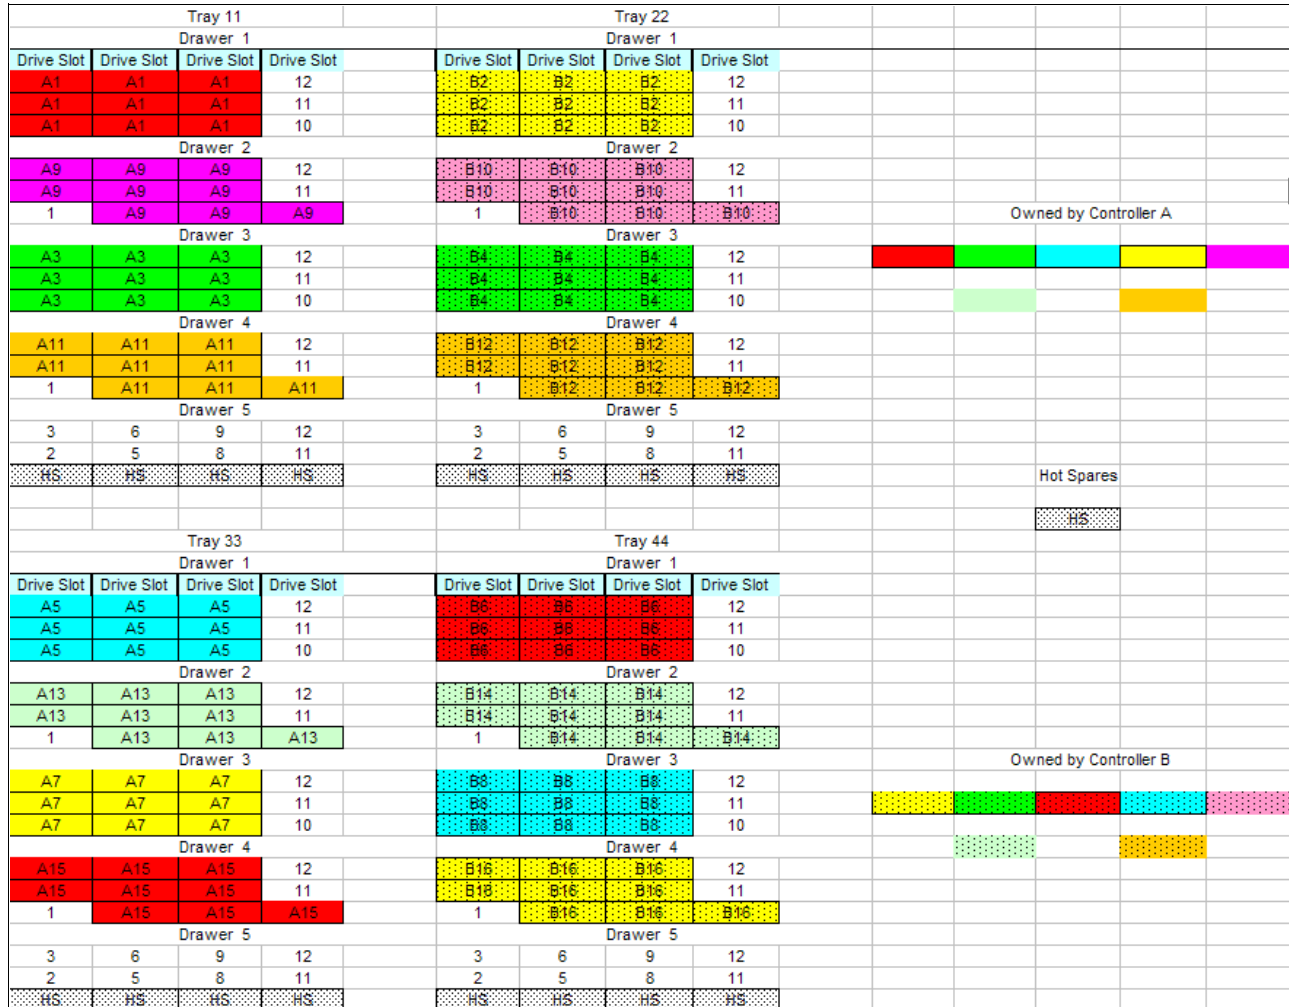 Tray 11 Tray 22
Drawer 1 Drawer 1
Drive Slot Drive Slot Drive Slot Drive Slot Drive Slot Drive Slot Drive Slot Drive Slot
A1 A1 A1 12 B2 B2 B2 12
A1 A1 A1 11 B2 B2 B2 11
A1 A1 A1 10 B2 B2 B2 10
Drawer 2 Drawer 2
A9 A9 A9 12 B10 B10 B10 12
A9 A9 A9 11 B10 B10 B10 11
1 A9 A9 A9 1 B10 B10 B10 Owned by Controller A
Drawer 3 Drawer 3
A3 A3 A3 12 B4 B4 B4 12
A3 A3 A3 11 B4 B4 B4 11
A3 A3 A3 10 B4 B4 B4 10
Drawer 4 Drawer 4
A11 A11 A11 12 B12 B12 B12 12
A11 A11 A11 11 B12 B12 B12 11
1 A11 A11 A11 1 B12 B12 B12
Drawer 5 Drawer 5
3 6 9 12 3 6 9 12
2 5 8 11 2 5 8 11
HS HS HS HS HS HS HS HS Hot Spares
HS
Tray 33 Tray 44
Drawer 1 Drawer 1
Drive Slot Drive Slot Drive Slot Drive Slot Drive Slot Drive Slot Drive Slot Drive Slot
A5 A5 A5 12 B6 B6 B6 12
A5 A5 A5 11 B6 B6 B6 11
A5 A5 A5 10 B6 B6 B6 10
Drawer 2 Drawer 2
A13 A13 A13 12 B14 B14 B14 12
A13 A13 A13 11 B14 B14 B14 11
1 A13 A13 A13 1 B14 B14 B14
Drawer 3 Drawer 3 Owned by Controller B
A7 A7 A7 12 B8 B8 B8 12
A7 A7 A7 11 B8 B8 B8 11
A7 A7 A7 10 B8 B8 B8 10
Drawer 4 Drawer 4
A15 A15 A15 12 B16 B16 B16 12
A15 A15 A15 11 B16 B16 B16 11
1 A15 A15 A15 1 B16 B16 B16
Drawer 5 Drawer 5
3 6 9 12 3 6 9 12
2 5 8 11 2 5 8 11
HS HS HS HS HS HS HS HS